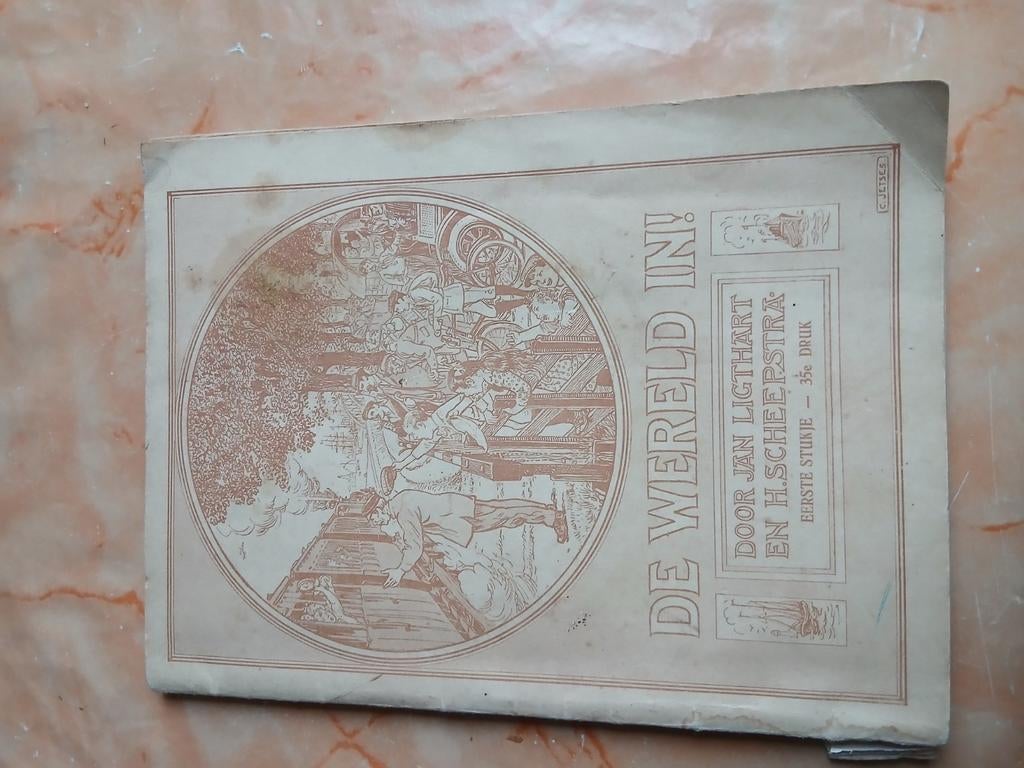 DE WERELD IN!
DOOR JAN LIGTHART
EN H. SCHEEPSTRA
EERSTE STUKJE – 35e DRUK
C. JETSES